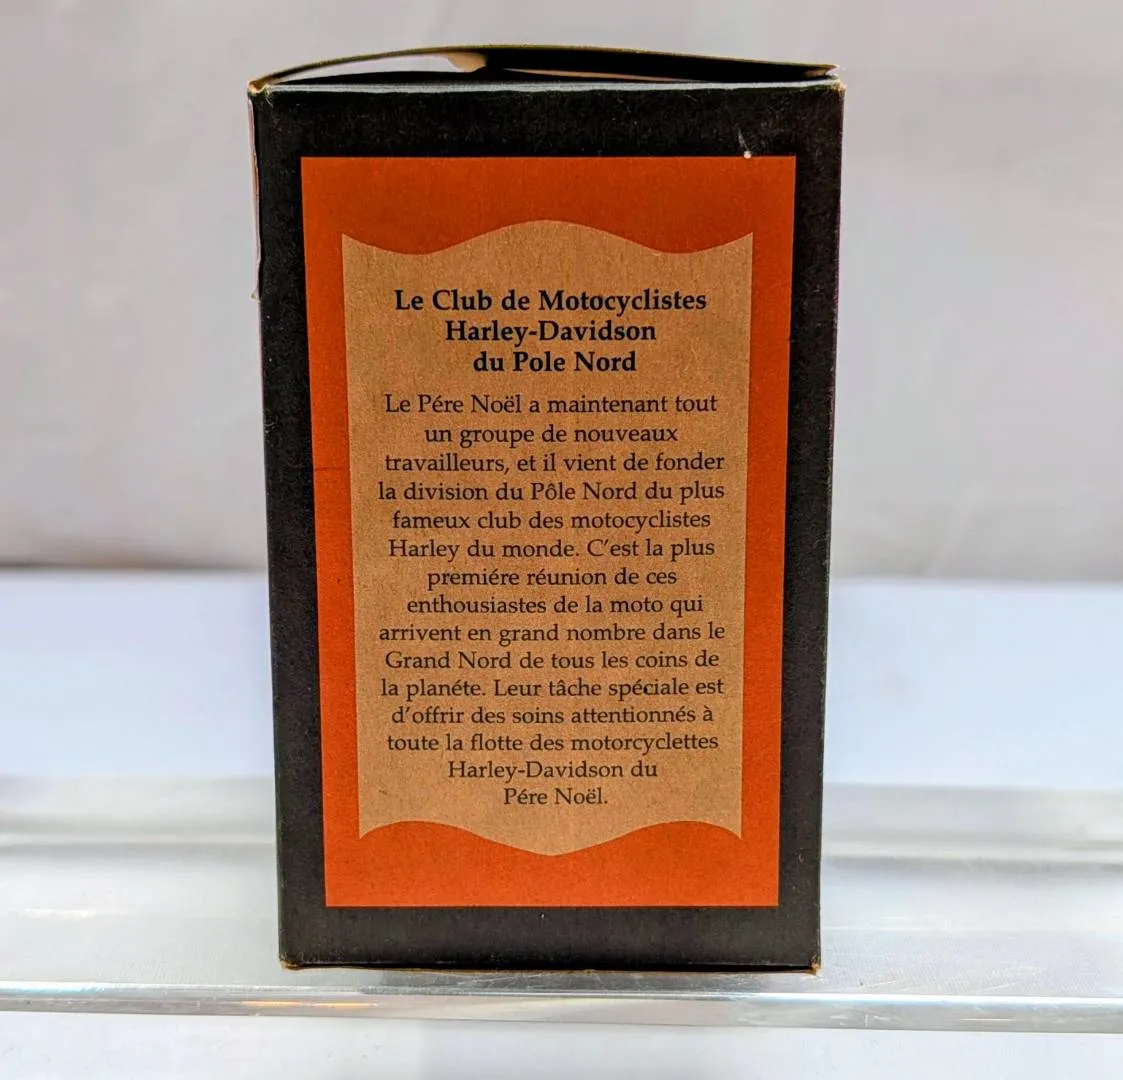 Le Club de Motocyclistes
Harley-Davidson
du Pole Nord
Le Pére Noël a maintenant tout
un groupe de nouveaux
travailleurs, et il vient de fonder
la division du Pôle Nord du plus
fameux club des motocyclistes
Harley du monde. C'est la plus
premiére réunion de ces
enthousiastes de la moto qui
arrivent en grand nombre dans le
Grand Nord de tous les coins de
la planéte. Leur tâche spéciale est
d'offrir des soins attentionnés à
toute la flotte des motorcyclettes
Harley-Davidson du
Pére Noël.